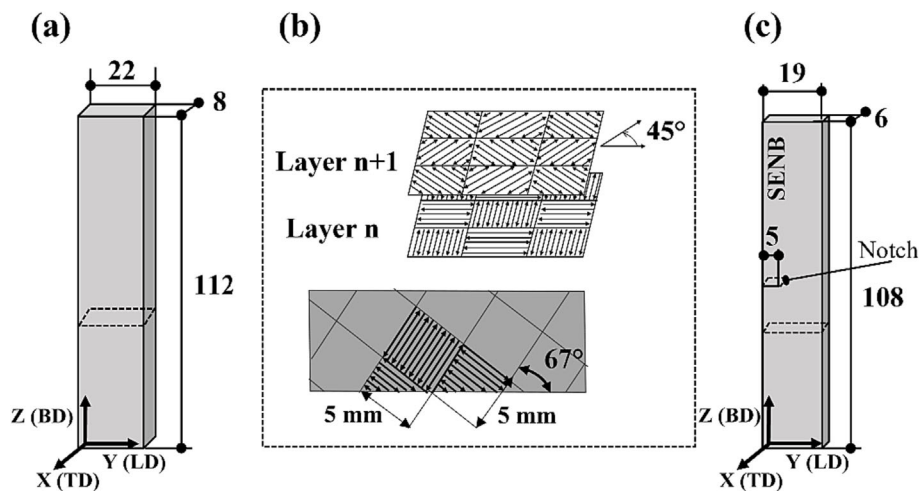 (a)
22
8
112
Z (BD)
Y (LD)
X (TD)
(b)
45°
Layer n+1
Layer n
67°
5 mm
5 mm
(c)
19
6
SENB
5
Notch
108
Z (BD)
Y (LD)
X (TD)